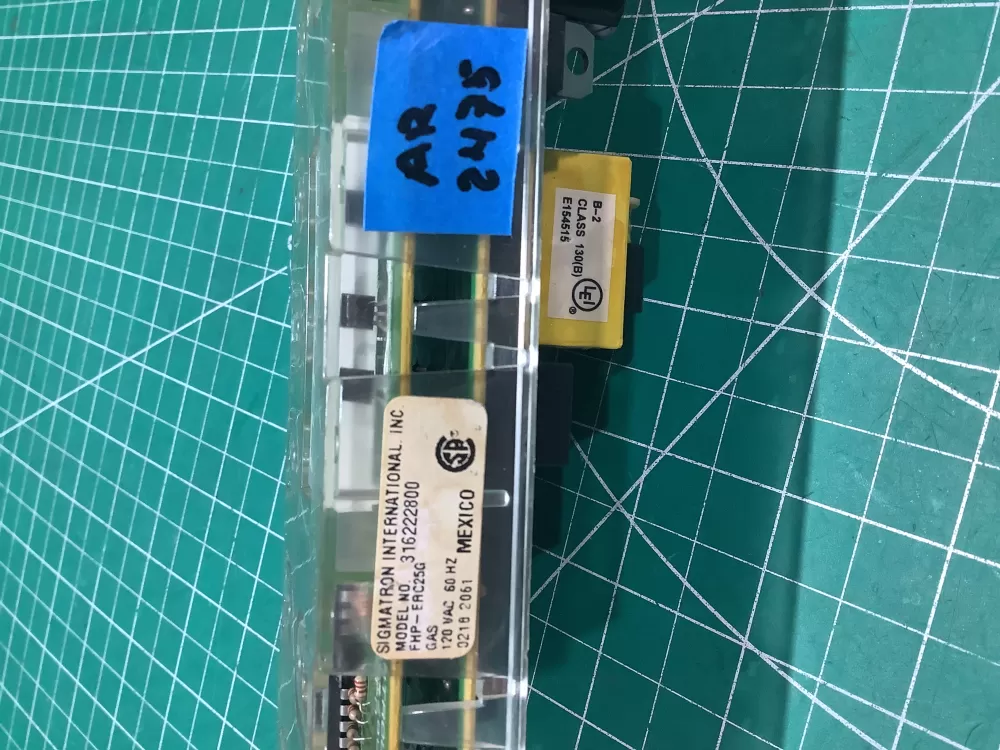 AR
2475
B-2
CLASS 130(B)
E154515
LEI ®
SIGMATRON INTERNATIONAL. INC
MODEL NO. 316222800
FHP-ERC25G
GAS
120 VAC 60 HZ
0218 2061 MEXICO